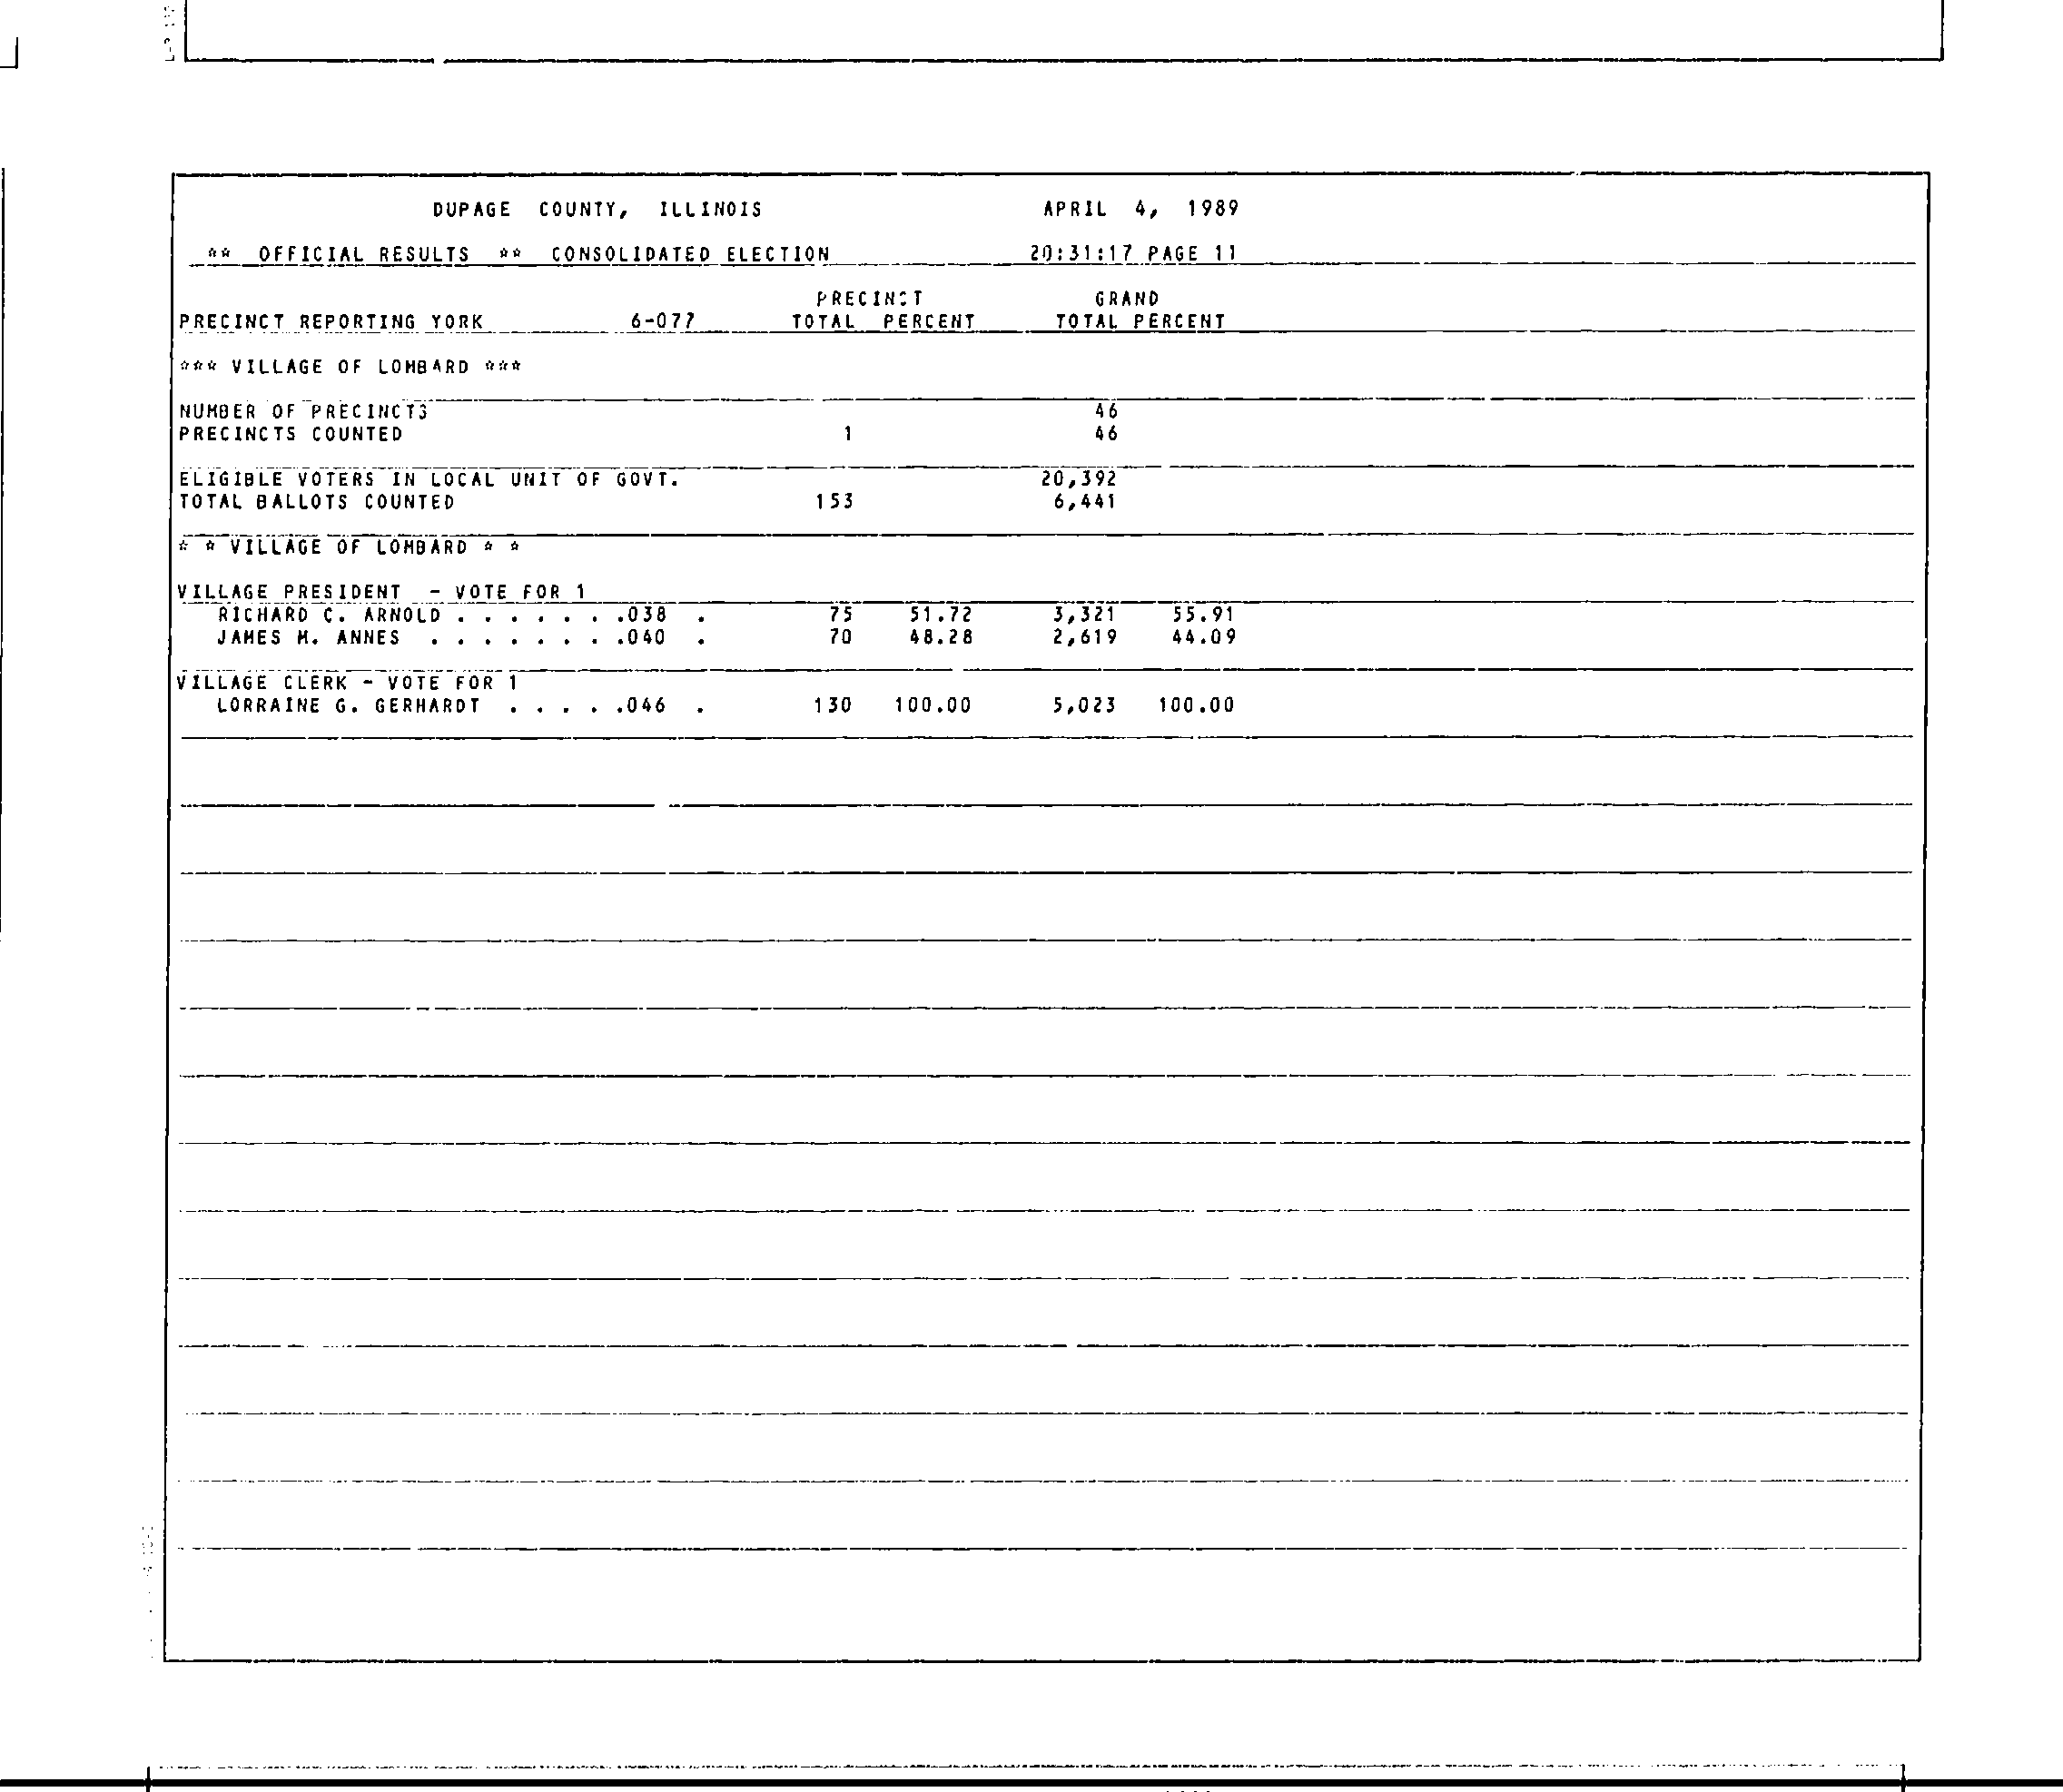 DUPAGE COUNTY, ILLINOIS APRIL 4, 1989
** OFFICIAL RESULTS ** CONSOLIDATED ELECTION 20:31:17 PAGE 11
PRECINCT GRAND
PRECINCT REPORTING YORK 6-077 TOTAL PERCENT TOTAL PERCENT
*** VILLAGE OF LOMBARD ***
NUMBER OF PRECINCTS 46
PRECINCTS COUNTED 1 46
ELIGIBLE VOTERS IN LOCAL UNIT OF GOVT. 20,392
TOTAL BALLOTS COUNTED 153 6,441
* * VILLAGE OF LOMBARD * *
VILLAGE PRESIDENT - VOTE FOR 1
RICHARD C. ARNOLD . . . . . . .038 . 75 51.72 3,321 55.91
JAMES M. ANNES . . . . . . . .040 . 70 48.28 2,619 44.09
VILLAGE CLERK - VOTE FOR 1
LORRAINE G. GERHARDT . . . . .046 . 130 100.00 5,023 100.00